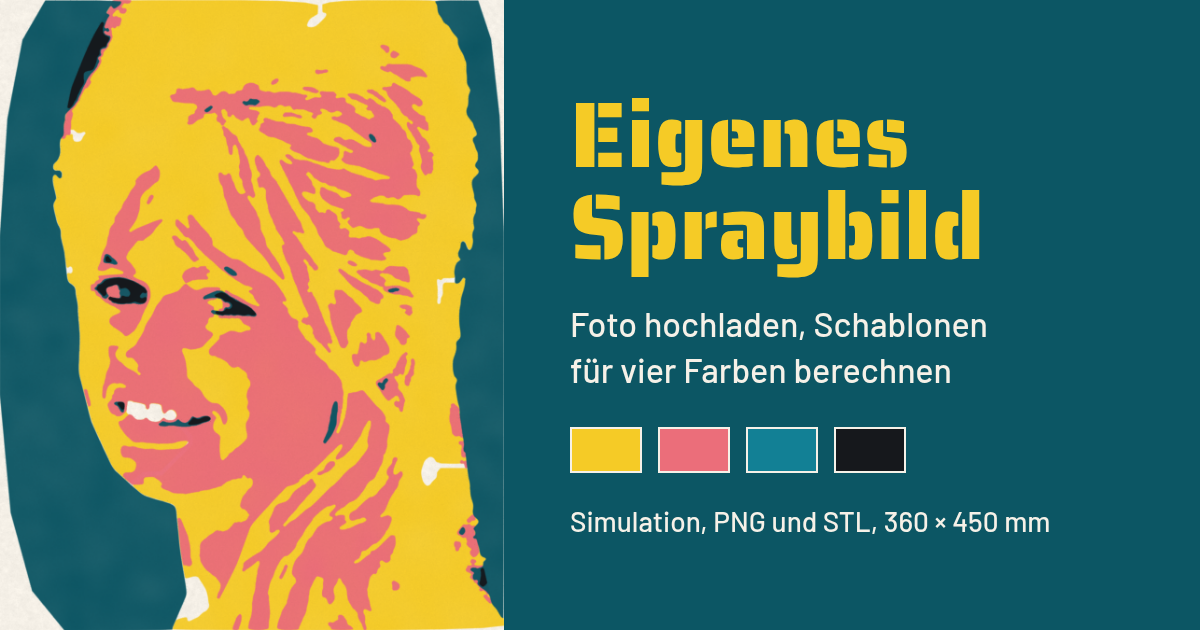 Eigenes
Spraybild
Foto hochladen, Schablonen
für vier Farben berechnen
Simulation, PNG und STL, 360 × 450 mm